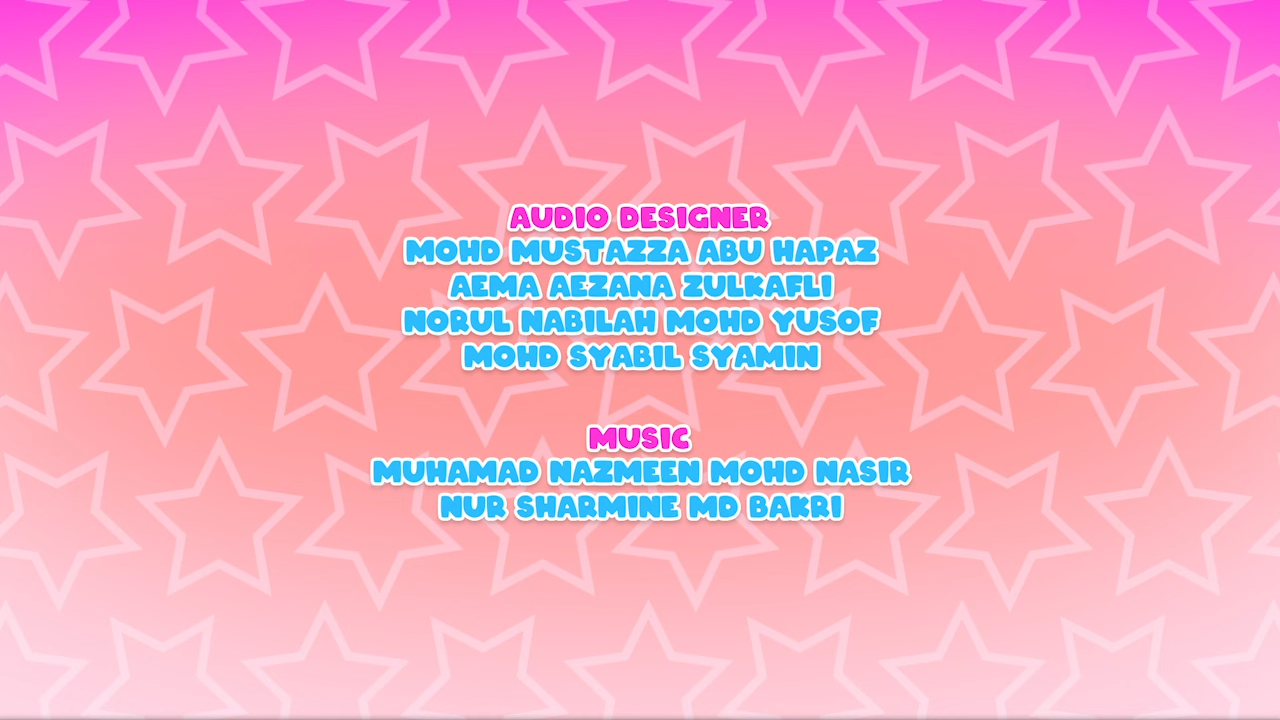 AUDIO DESIGNER
MOHD MUSTAZZA ABU HAPAZ
AEMA AEZANA ZULKAFLI
NORUL NABILAH MOHD YUSOF
MOHD SYABIL SYAMIN
MUSIC
MUHAMAD NAZMEEN MOHD NASIR
NUR SHARMINE MD BAKRI